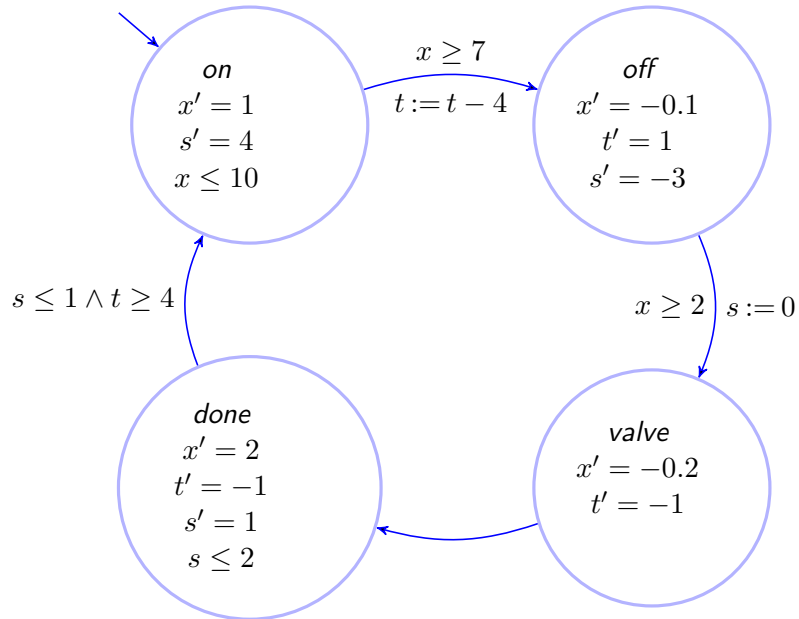 on
x′ = 1
s′ = 4
x ≤ 10
x ≥ 7
t := t − 4
off
x′ = −0.1
t′ = 1
s′ = −3
s ≤ 1 ∧ t ≥ 4
x ≥ 2
s := 0
done
x′ = 2
t′ = −1
s′ = 1
s ≤ 2
valve
x′ = −0.2
t′ = −1